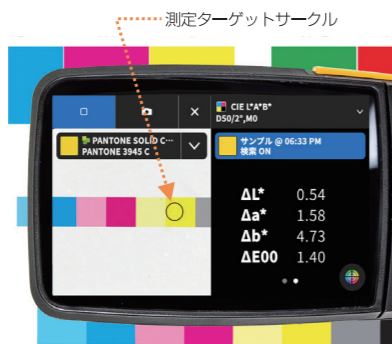 測定ターゲットサークル
CIE L*A*B*
D50/2°,M0
PANTONE SOLID C…
PANTONE 3945 C
サンプル @ 06:33 PM
検索 ON
ΔL* 0.54
Δa* 1.58
Δb* 4.73
ΔE00 1.40